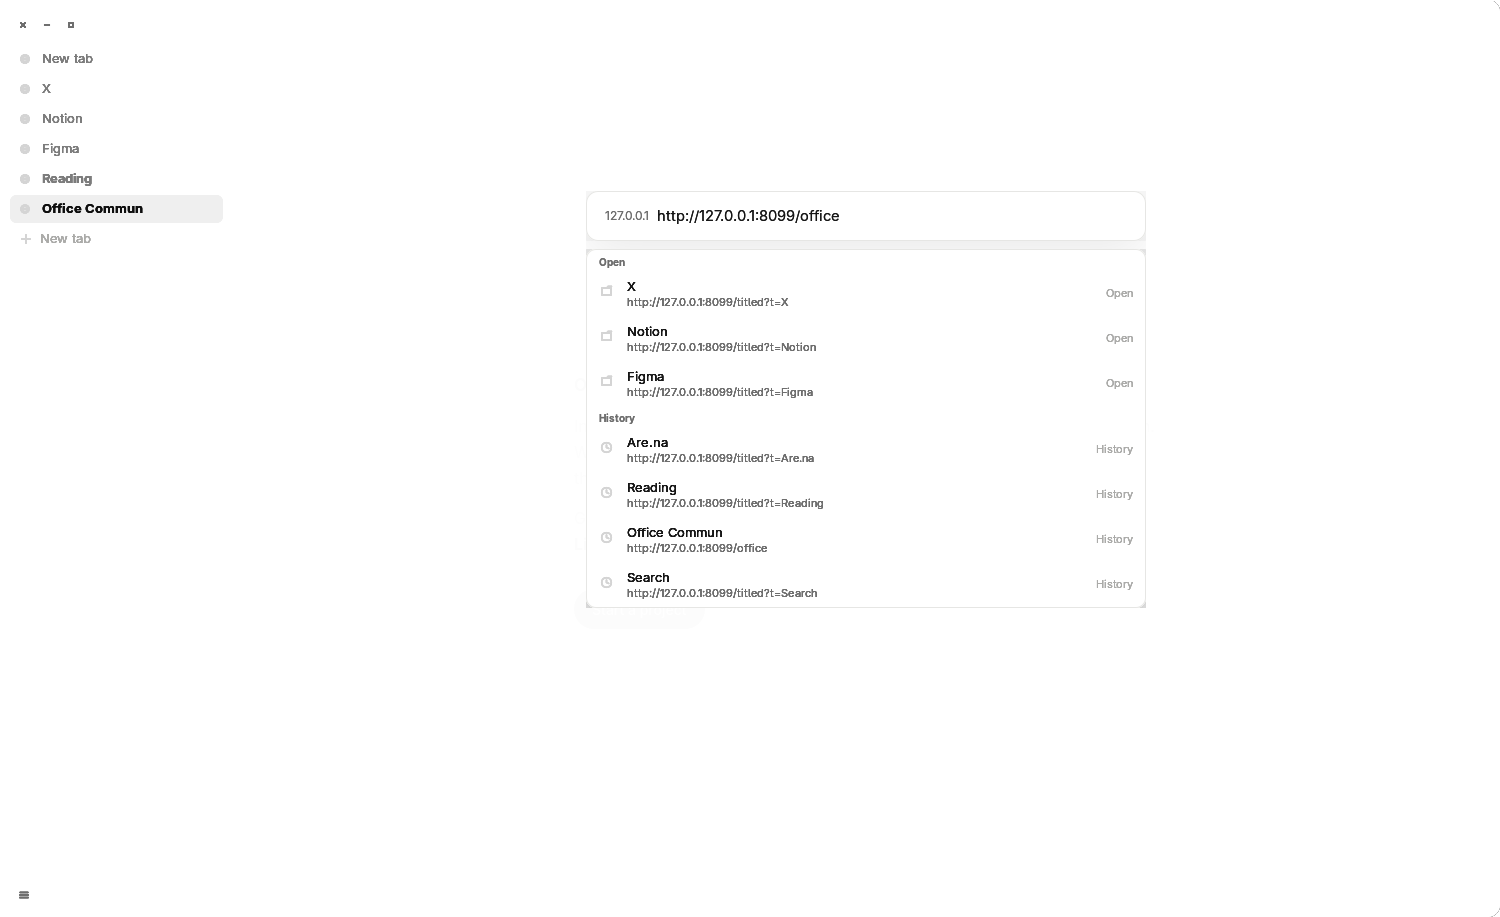 New tab
X
Notion
Figma
Reading
Office Commun
New tab
127.0.0.1 http://127.0.0.1:8099/office
Open
X
http://127.0.0.1:8099/titled?t=X
Open
Notion
http://127.0.0.1:8099/titled?t=Notion
Open
Figma
http://127.0.0.1:8099/titled?t=Figma
Open
History
Are.na
http://127.0.0.1:8099/titled?t=Are.na
History
Reading
http://127.0.0.1:8099/titled?t=Reading
History
Office Commun
http://127.0.0.1:8099/office
History
Search
http://127.0.0.1:8099/titled?t=Search
History